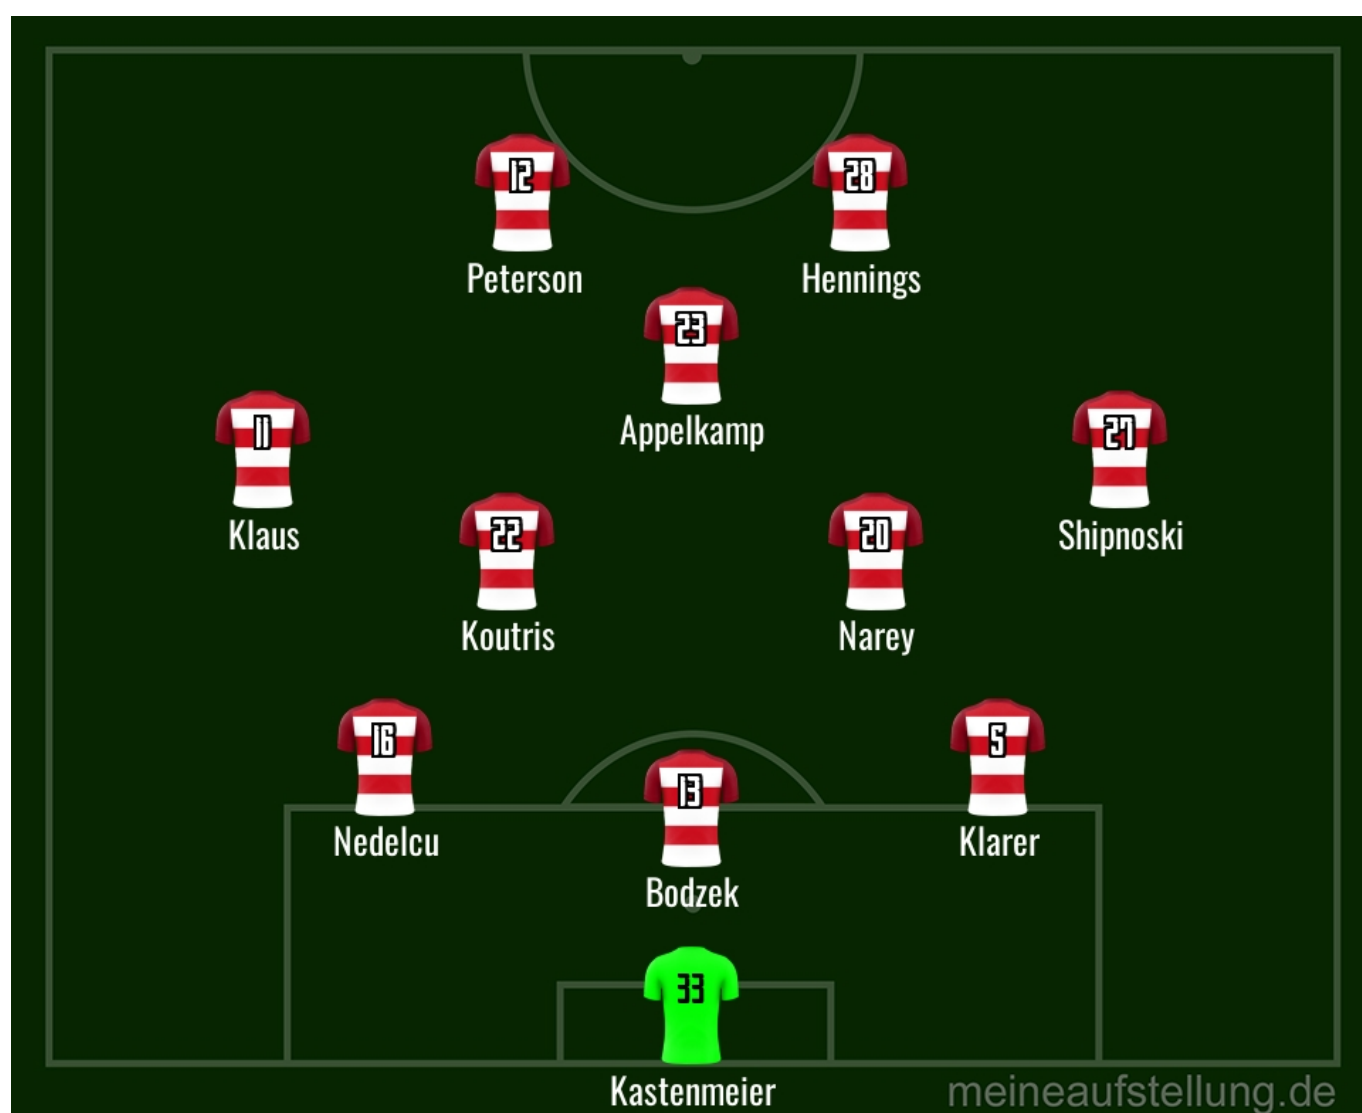 12
28
Peterson
Hennings
23
Appelkamp
11
27
Klaus
Shipnoski
22
20
Koutris
Narey
16
5
Nedelcu
Klarer
13
Bodzek
33
Kastenmeier
meineaufstellung.de